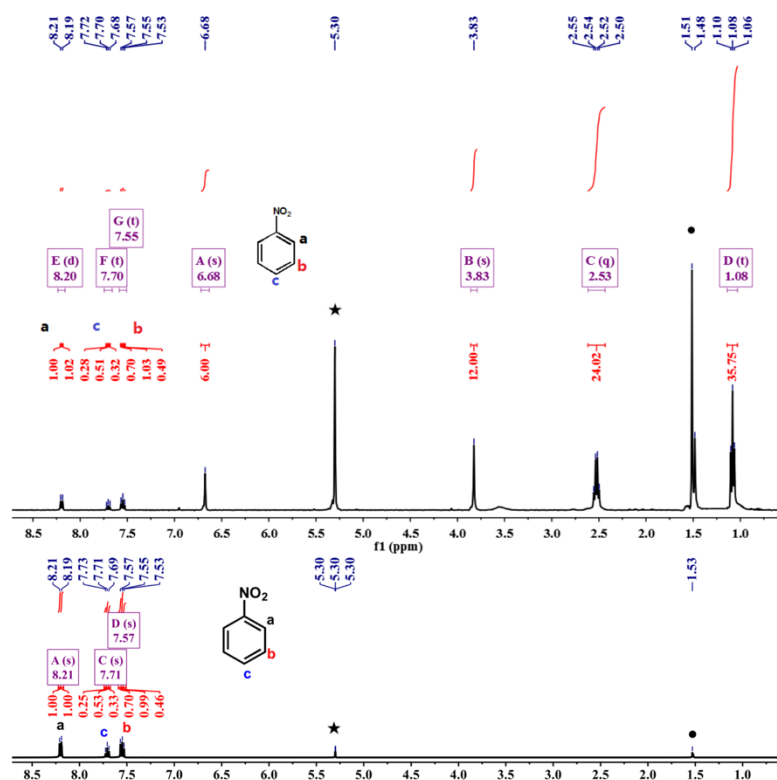 8.21 8.19 7.72 7.70 7.68 7.57 7.55 7.53 6.68 5.30 3.83 2.55 2.54 2.52 2.50 1.51 1.48 1.10 1.08 1.06
NO2
a
b
c
G (t)
7.55
E (d)
8.20
F (t)
7.70
A (s)
6.68
B (s)
3.83
C (q)
2.53
D (t)
1.08
a c b
1.00 1.02 0.28 0.51 0.32 0.70 1.03 0.49 6.00 12.00 24.02 35.75
8.5 8.0 7.5 7.0 6.5 6.0 5.5 5.0 4.5 4.0 3.5 3.0 2.5 2.0 1.5 1.0
f1 (ppm)
8.21 8.19 7.73 7.71 7.69 7.57 7.55 7.53 5.30 5.30 5.30 1.53
NO2
a
b
c
D (s)
7.57
A (s)
8.21
C (s)
7.71
1.00 1.00 0.25 0.53 0.33 0.70 0.99 0.46
a c b
8.5 8.0 7.5 7.0 6.5 6.0 5.5 5.0 4.5 4.0 3.5 3.0 2.5 2.0 1.5 1.0